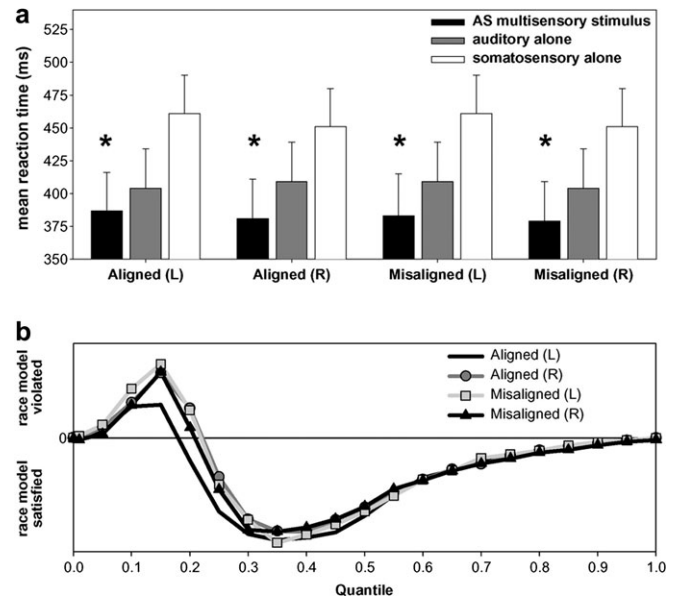 a
AS multisensory stimulus
auditory alone
somatosensory alone
mean reaction time (ms)
525
500
475
450
425
400
375
350
* * * *
Aligned (L) Aligned (R) Misaligned (L) Misaligned (R)
b
Aligned (L)
Aligned (R)
Misaligned (L)
Misaligned (R)
race model
violated
0
race model
satisfied
0.0 0.1 0.2 0.3 0.4 0.5 0.6 0.7 0.8 0.9 1.0
Quantile